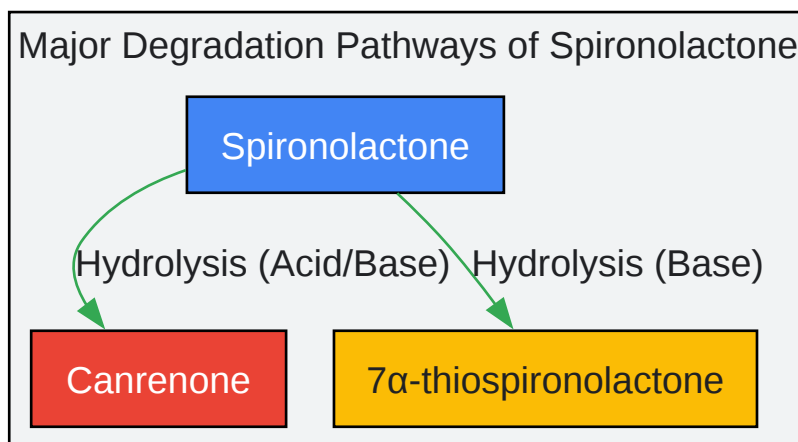 Major Degradation Pathways of Spironolactone
Spironolactone
Hydrolysis (Acid/Base)
Hydrolysis (Base)
Canrenone
7α-thiospironolactone